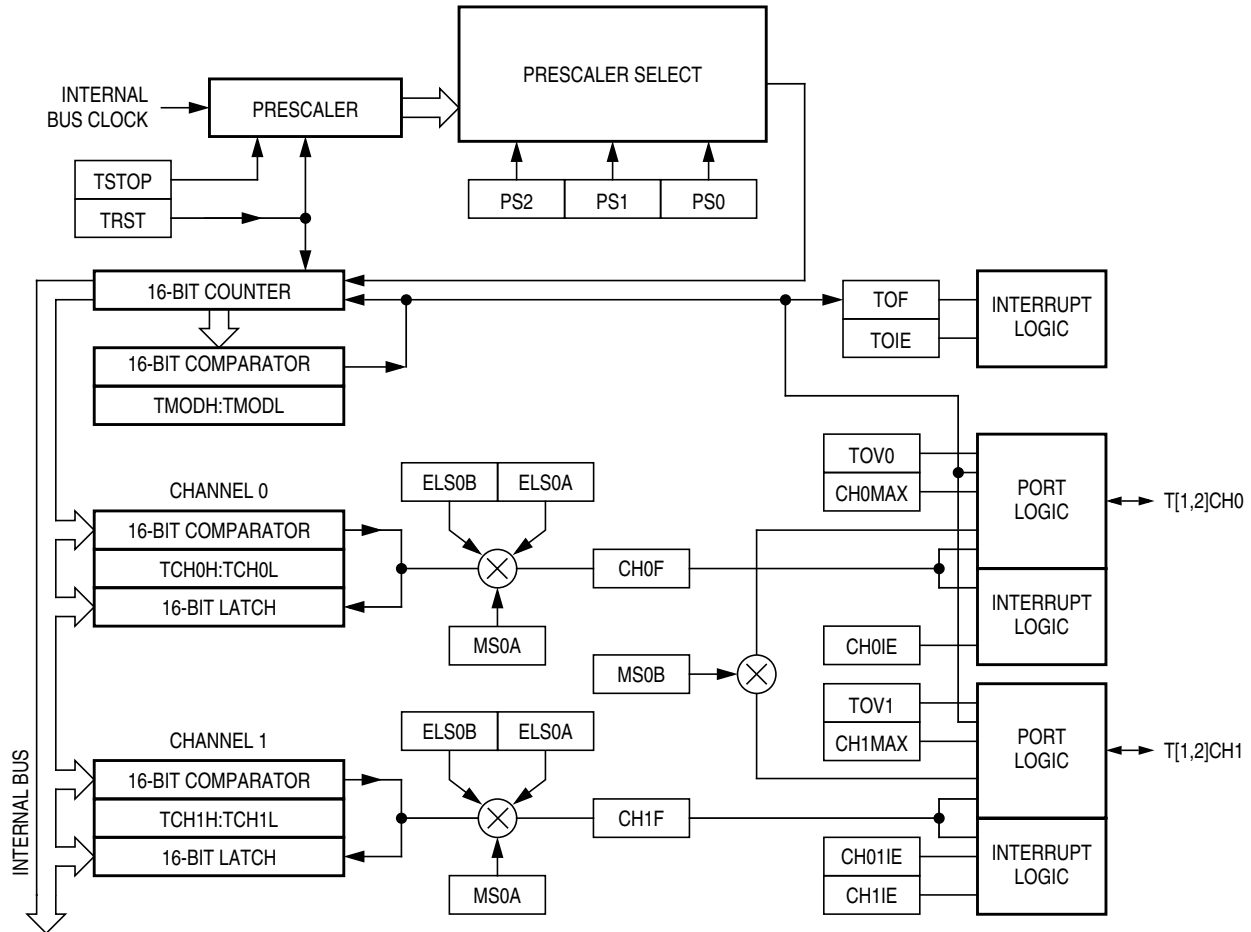 PRESCALER SELECT
INTERNAL
BUS CLOCK
PRESCALER
TSTOP
TRST
PS2
PS1
PS0
16-BIT COUNTER
TOF
TOIE
INTERRUPT
LOGIC
16-BIT COMPARATOR
TMODH:TMODL
CHANNEL 0
ELS0B
ELS0A
TOV0
CH0MAX
PORT
LOGIC
T[1,2]CH0
16-BIT COMPARATOR
TCH0H:TCH0L
16-BIT LATCH
CH0F
MS0A
INTERRUPT
LOGIC
CH0IE
MS0B
CHANNEL 1
ELS0B
ELS0A
TOV1
CH1MAX
PORT
LOGIC
T[1,2]CH1
16-BIT COMPARATOR
TCH1H:TCH1L
16-BIT LATCH
CH1F
MS0A
CH01IE
CH1IE
INTERRUPT
LOGIC
INTERNAL BUS